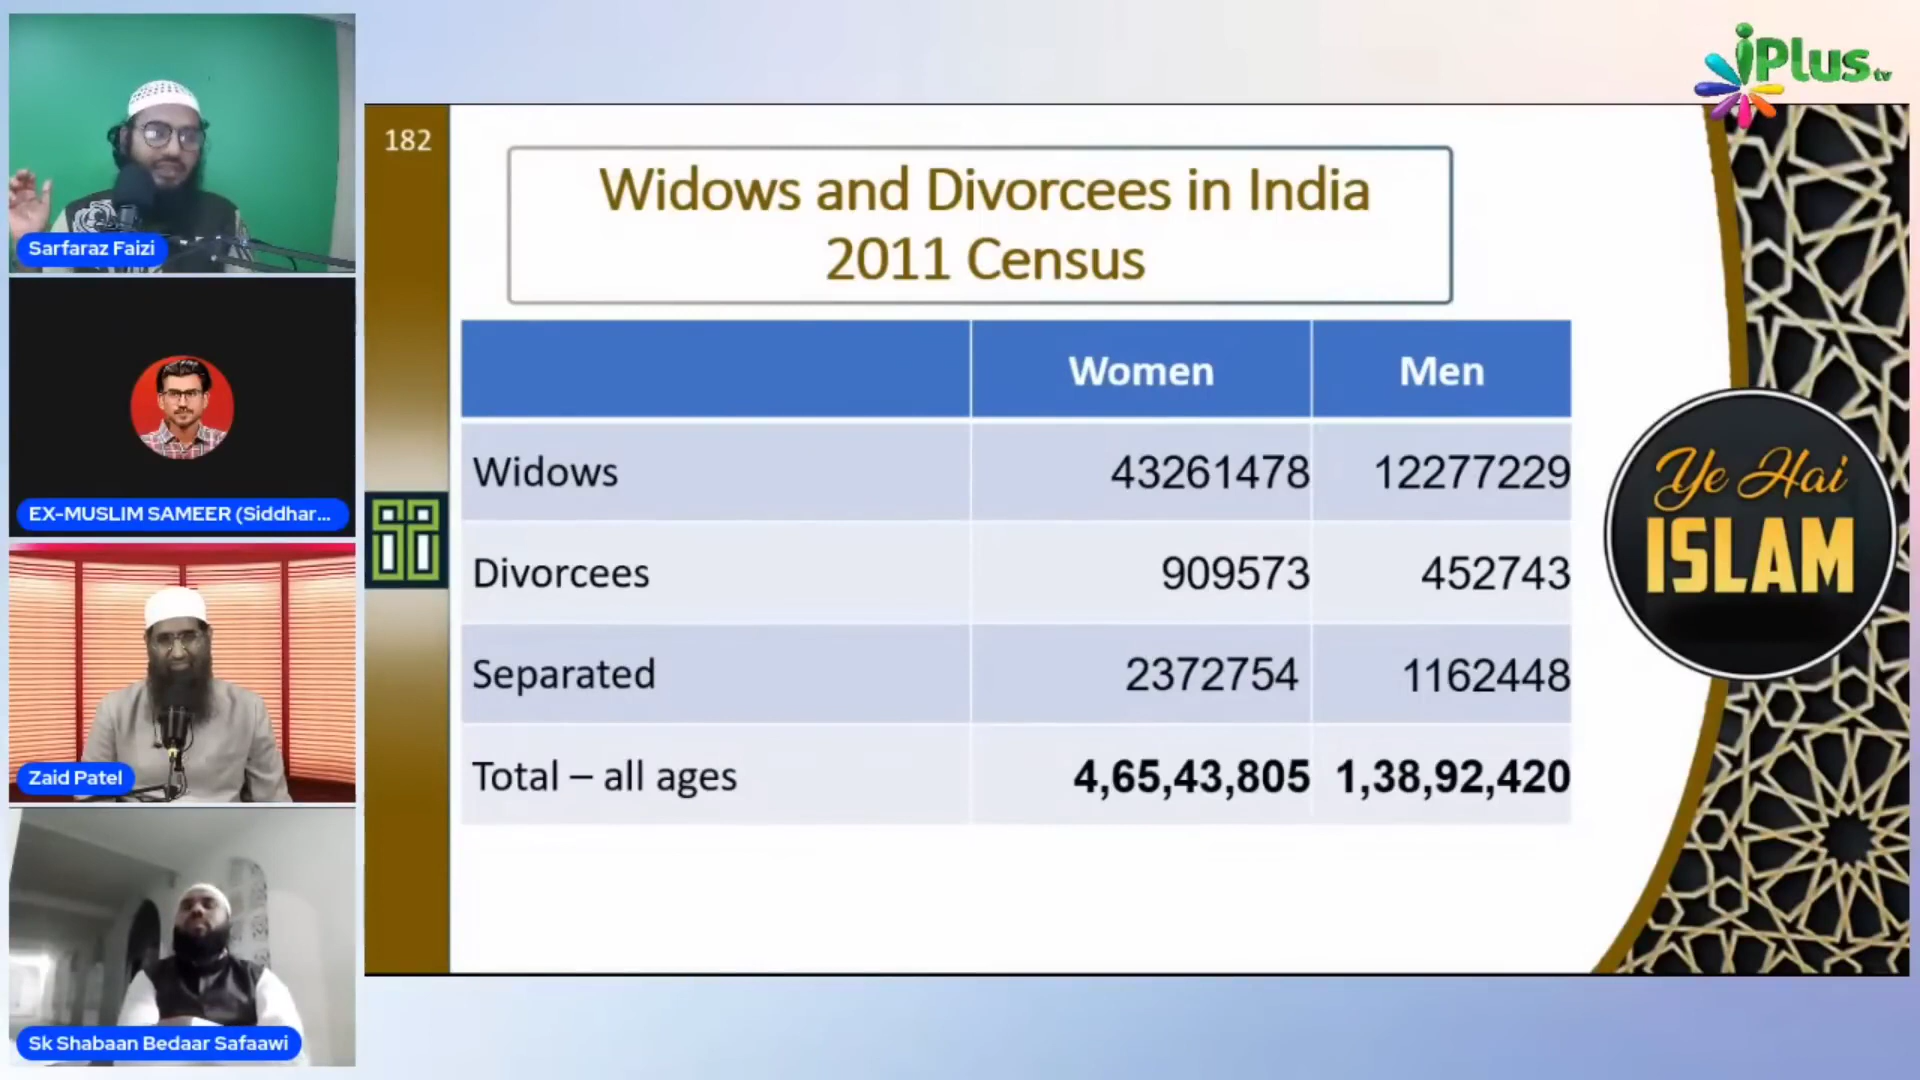 iPlus tv
182
Widows and Divorcees in India
2011 Census
Women Men
Widows 43261478 12277229
Divorcees 909573 452743
Separated 2372754 1162448
Total – all ages 4,65,43,805 1,38,92,420
Ye Hai
ISLAM
Sarfaraz Faizi
EX-MUSLIM SAMEER (Siddhar...
Zaid Patel
Sk Shabaan Bedaar Safaawi